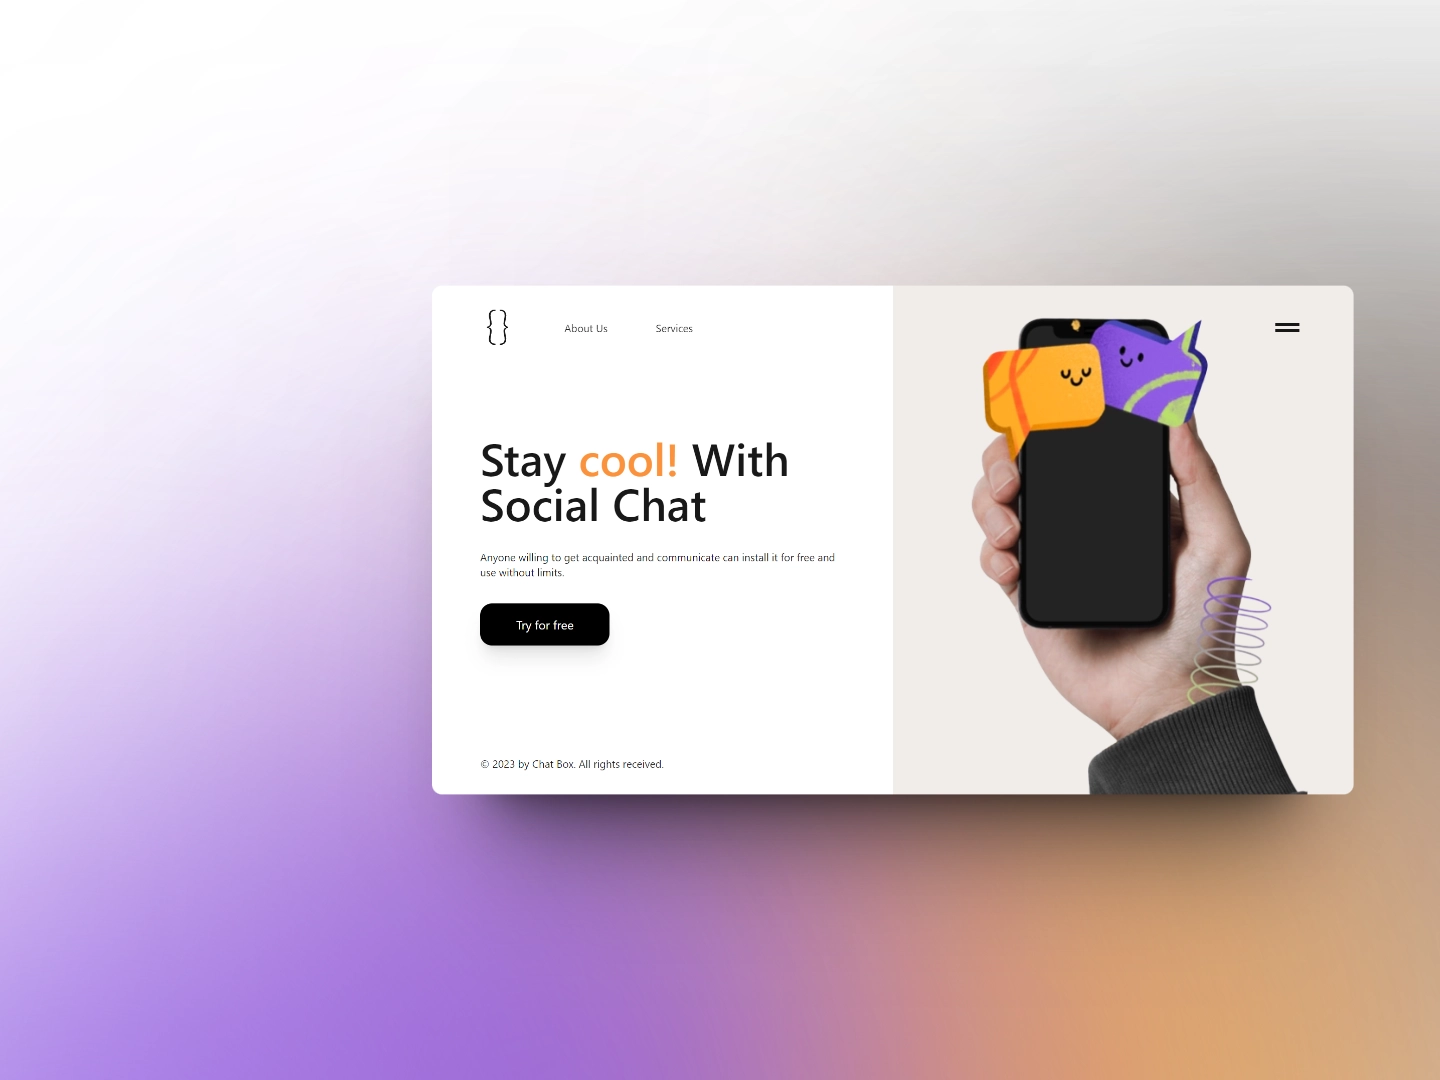 { }
About Us
Services
Stay cool! With
Social Chat
Anyone willing to get acquainted and communicate can install it for free and
use without limits.
Try for free
© 2023 by Chat Box. All rights received.